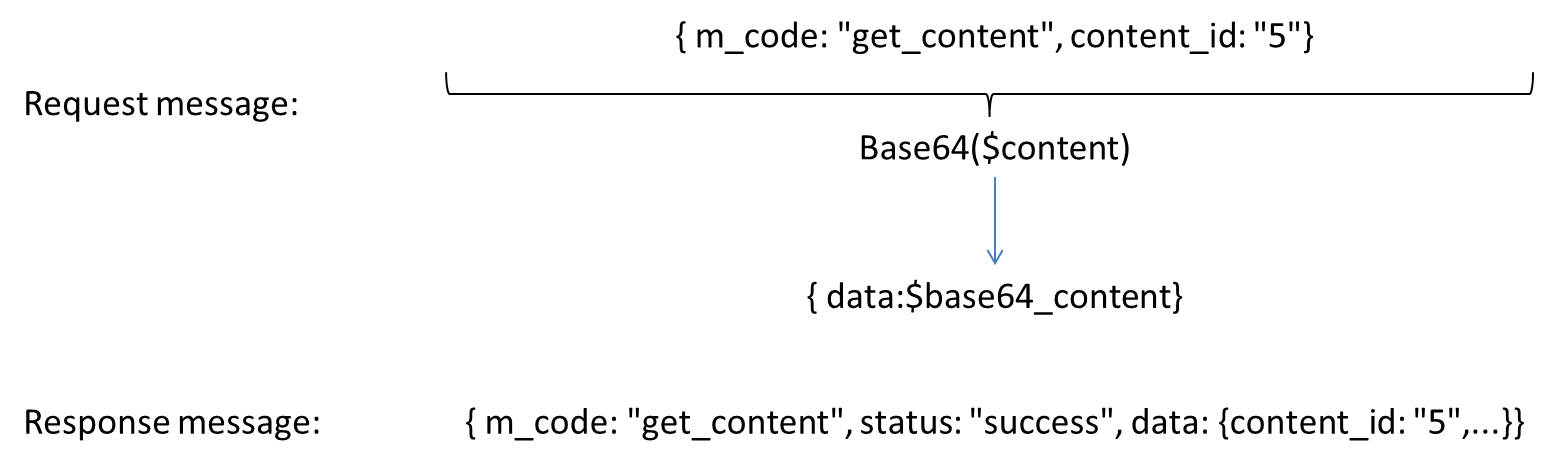 { m_code: "get_content", content_id: "5"}
Request message:
Base64($content)
{ data:$base64_content}
Response message: { m_code: "get_content", status: "success", data: {content_id: "5",...}}